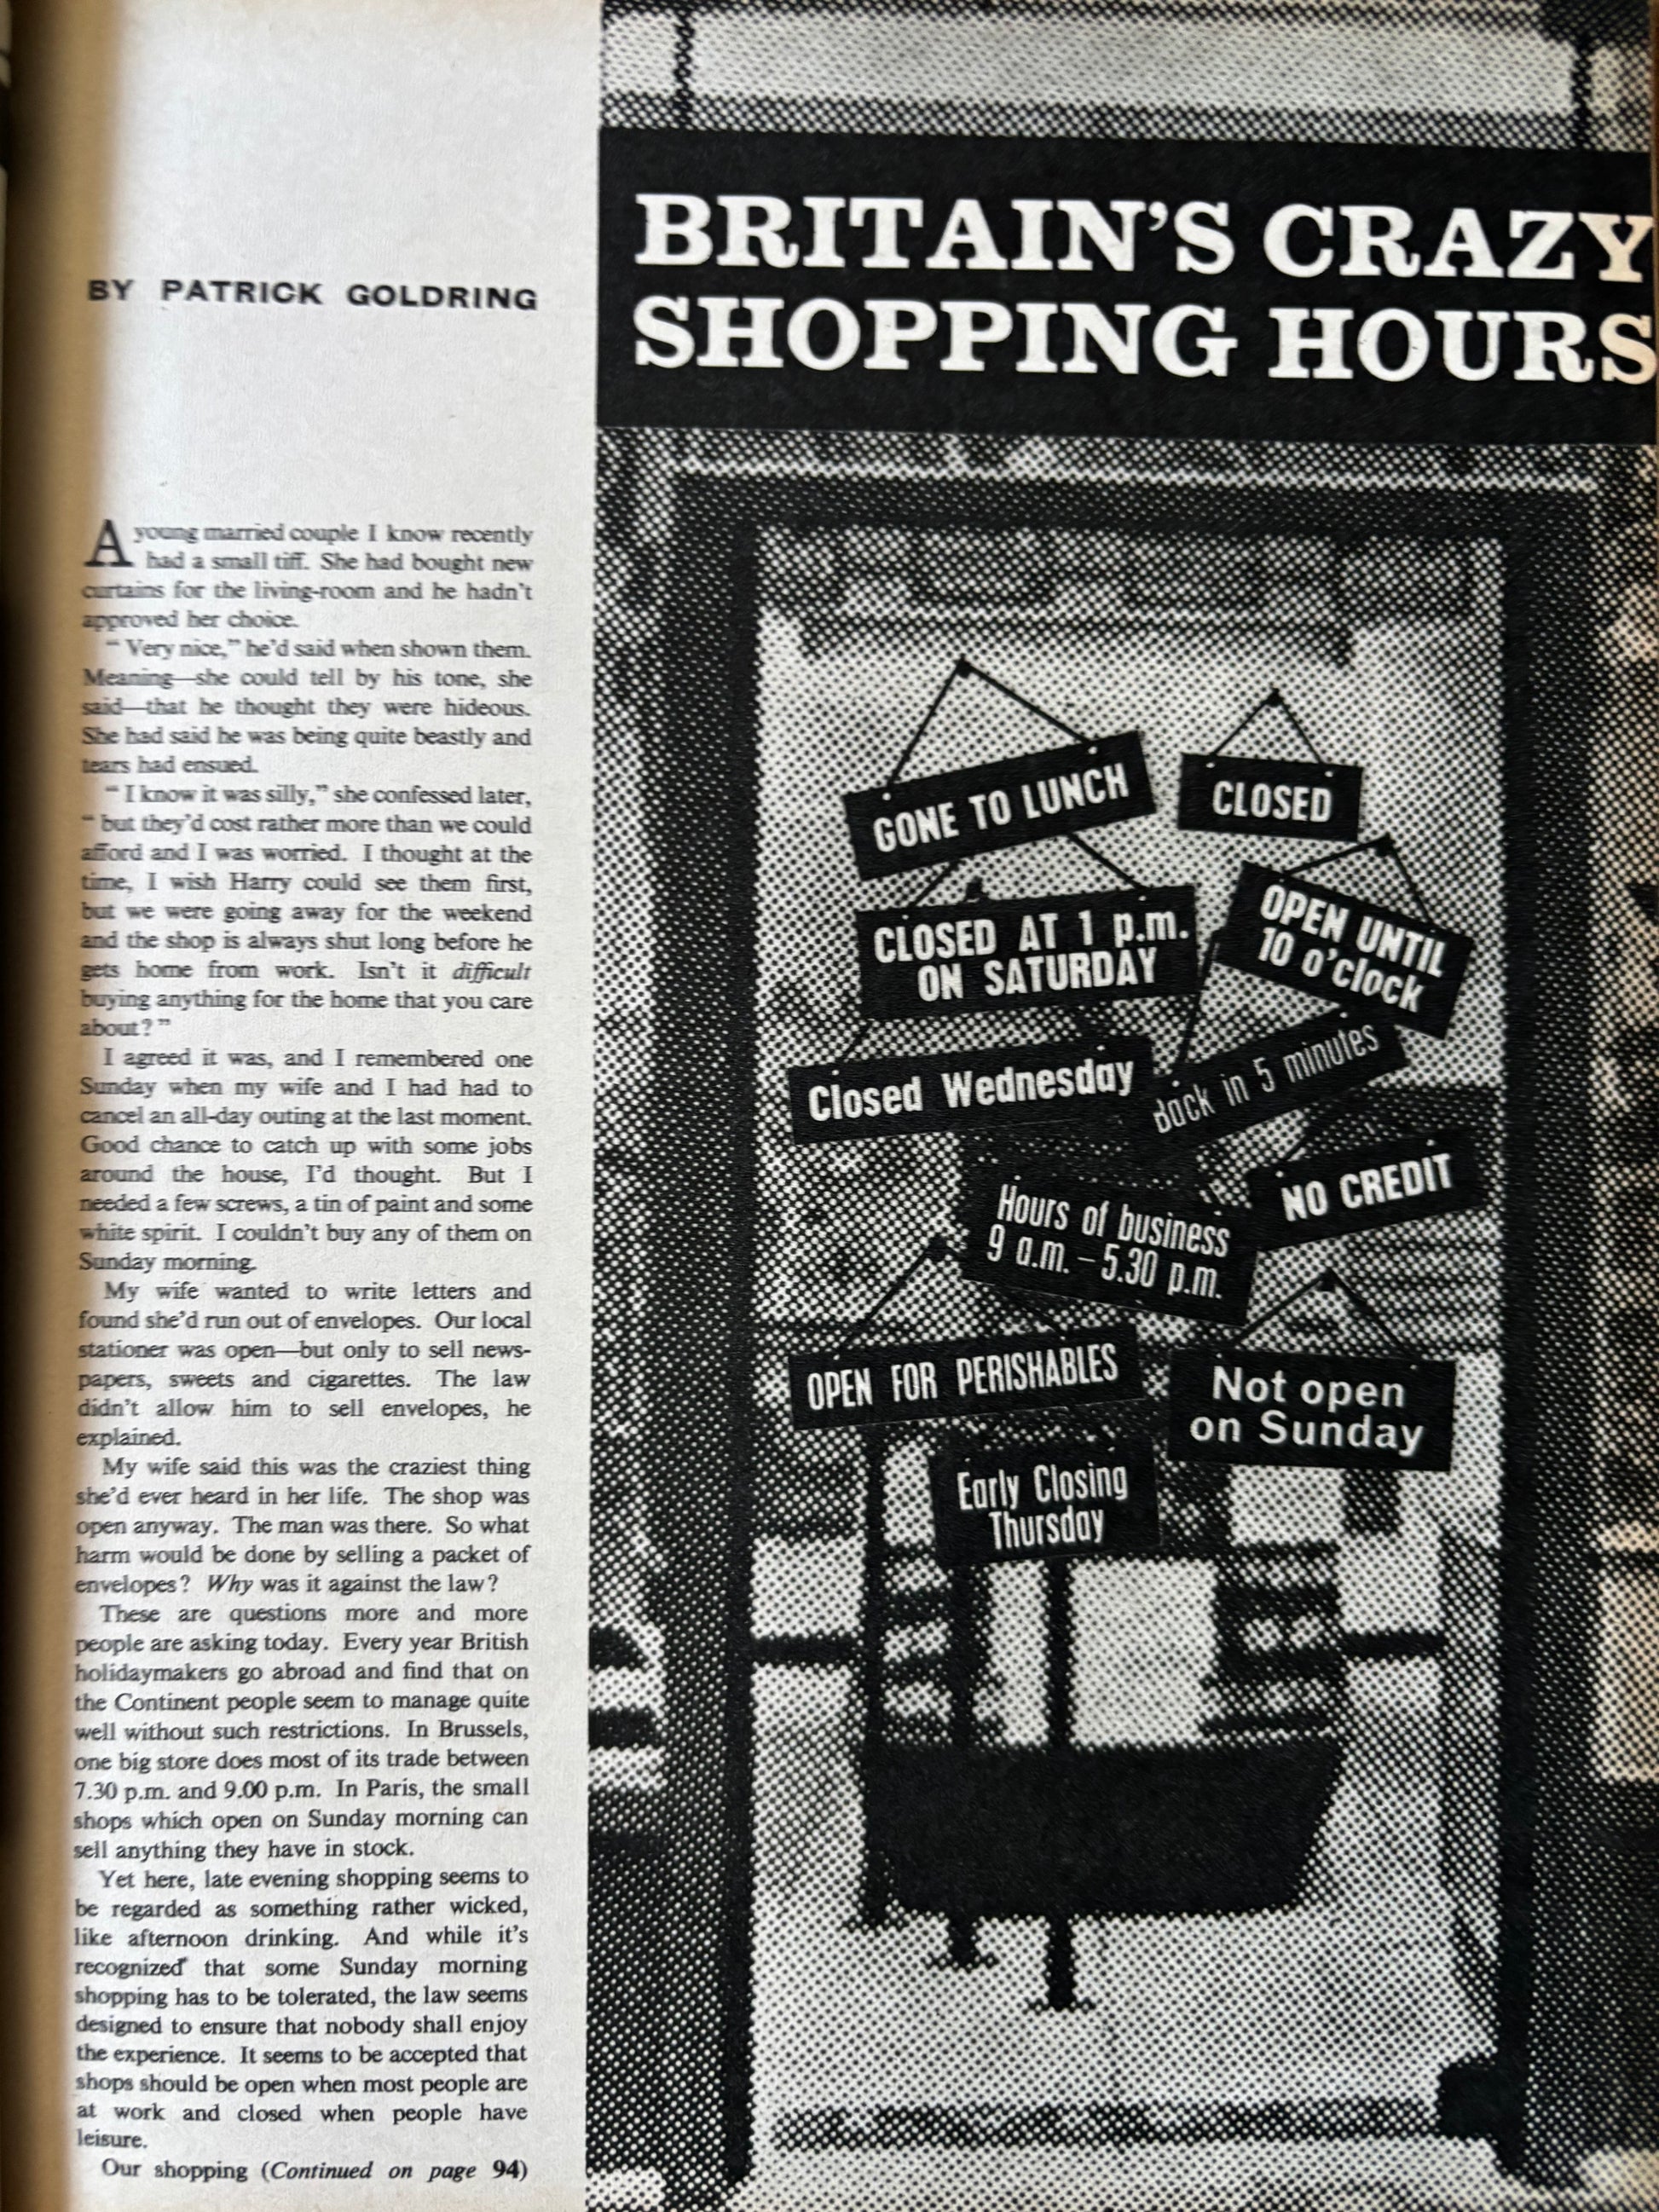 BRITAIN'S CRAZY
SHOPPING HOURS
BY PATRICK GOLDRING
A young married couple I know recently
had a small tiff. She had bought new
curtains for the living-room and he hadn't
approved her choice.
" Very nice," he'd said when shown them.
Meaning—she could tell by his tone, she
said—that he thought they were hideous.
She had said he was being quite beastly and
tears had ensued.
" I know it was silly," she confessed later,
" but they'd cost rather more than we could
afford and I was worried. I thought at the
time, I wish Harry could see them first,
but we were going away for the weekend
and the shop is always shut long before he
gets home from work. Isn't it difficult
buying anything for the home that you care
about? "
I agreed it was, and I remembered one
Sunday when my wife and I had had to
cancel an all-day outing at the last moment.
Good chance to catch up with some jobs
around the house, I'd thought. But I
needed a few screws, a tin of paint and some
white spirit. I couldn't buy any of them on
Sunday morning.
My wife wanted to write letters and
found she'd run out of envelopes. Our local
stationer was open—but only to sell news-
papers, sweets and cigarettes. The law
didn't allow him to sell envelopes, he
explained.
My wife said this was the craziest thing
she'd ever heard in her life. The shop was
open anyway. The man was there. So what
harm would be done by selling a packet of
envelopes? Why was it against the law?
These are questions more and more
people are asking today. Every year British
holidaymakers go abroad and find that on
the Continent people seem to manage quite
well without such restrictions. In Brussels,
one big store does most of its trade between
7.30 p.m. and 9.00 p.m. In Paris, the small
shops which open on Sunday morning can
sell anything they have in stock.
Yet here, late evening shopping seems to
be regarded as something rather wicked,
like afternoon drinking. And while it's
recognized that some Sunday morning
shopping has to be tolerated, the law seems
designed to ensure that nobody shall enjoy
the experience. It seems to be accepted that
shops should be open when most people are
at work and closed when people have
leisure.
Our shopping (Continued on page 94)
GONE TO LUNCH
CLOSED
CLOSED AT 1 p.m.
ON SATURDAY
OPEN UNTIL
10 o'clock
Closed Wednesday
Back in 5 minutes
NO CREDIT
Hours of business
9 a.m. – 5.30 p.m.
OPEN FOR PERISHABLES
Not open
on Sunday
Early Closing
Thursday